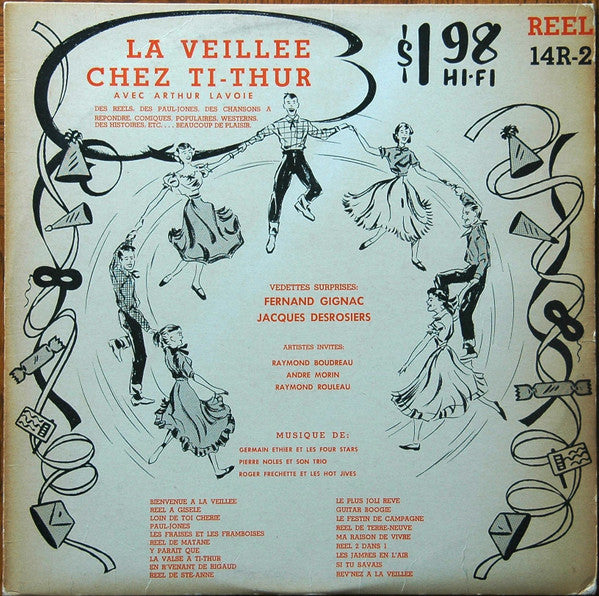 LA VEILLEE
CHEZ TI-THUR
AVEC ARTHUR LAVOIE
DES REELS, DES PAUL-JONES, DES CHANSONS A
REPONDRE, COMIQUES, POPULAIRES, WESTERNS,
DES HISTOIRES, ETC. . . . BEAUCOUP DE PLAISIR.
$1.98
HI-FI
REEL
14R-2
VEDETTES SURPRISES:
FERNAND GIGNAC
JACQUES DESROSIERS
ARTISTES INVITES:
RAYMOND BOUDREAU
ANDRE MORIN
RAYMOND ROULEAU
MUSIQUE DE:
GERMAIN ETHIER ET LES FOUR STARS
PIERRE NOLES ET SON TRIO
ROGER FRECHETTE ET LES HOT JIVES
BIENVENUE A LA VEILLEE
REEL A GISELE
LOIN DE TOI CHERIE
PAUL-JONES
LES FRAISES ET LES FRAMBOISES
REEL DE MATANE
Y PARAIT QUE
LA VALSE A TI-THUR
EN R'VENANT DE RIGAUD
REEL DE STE-ANNE
LE PLUS JOLI REVE
GUITAR BOOGIE
LE FESTIN DE CAMPAGNE
REEL DE TERRE-NEUVE
MA RAISON DE VIVRE
REEL 2 DANS 1
LES JAMBES EN L'AIR
SI TU SAVAIS
REV'NEZ A LA VEILLEE